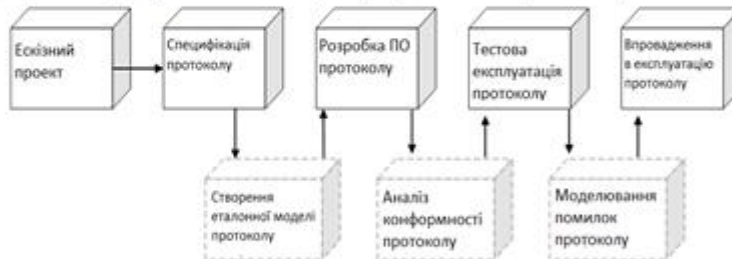 Ескізний
проект
Специфікація
протоколу
Розробка ПО
протоколу
Тестова
експлуатація
протоколу
Впровадження
в експлуатацію
протоколу
Створення
еталонної моделі
протоколу
Аналіз
конформності
протоколу
Моделювання
помилок
протоколу